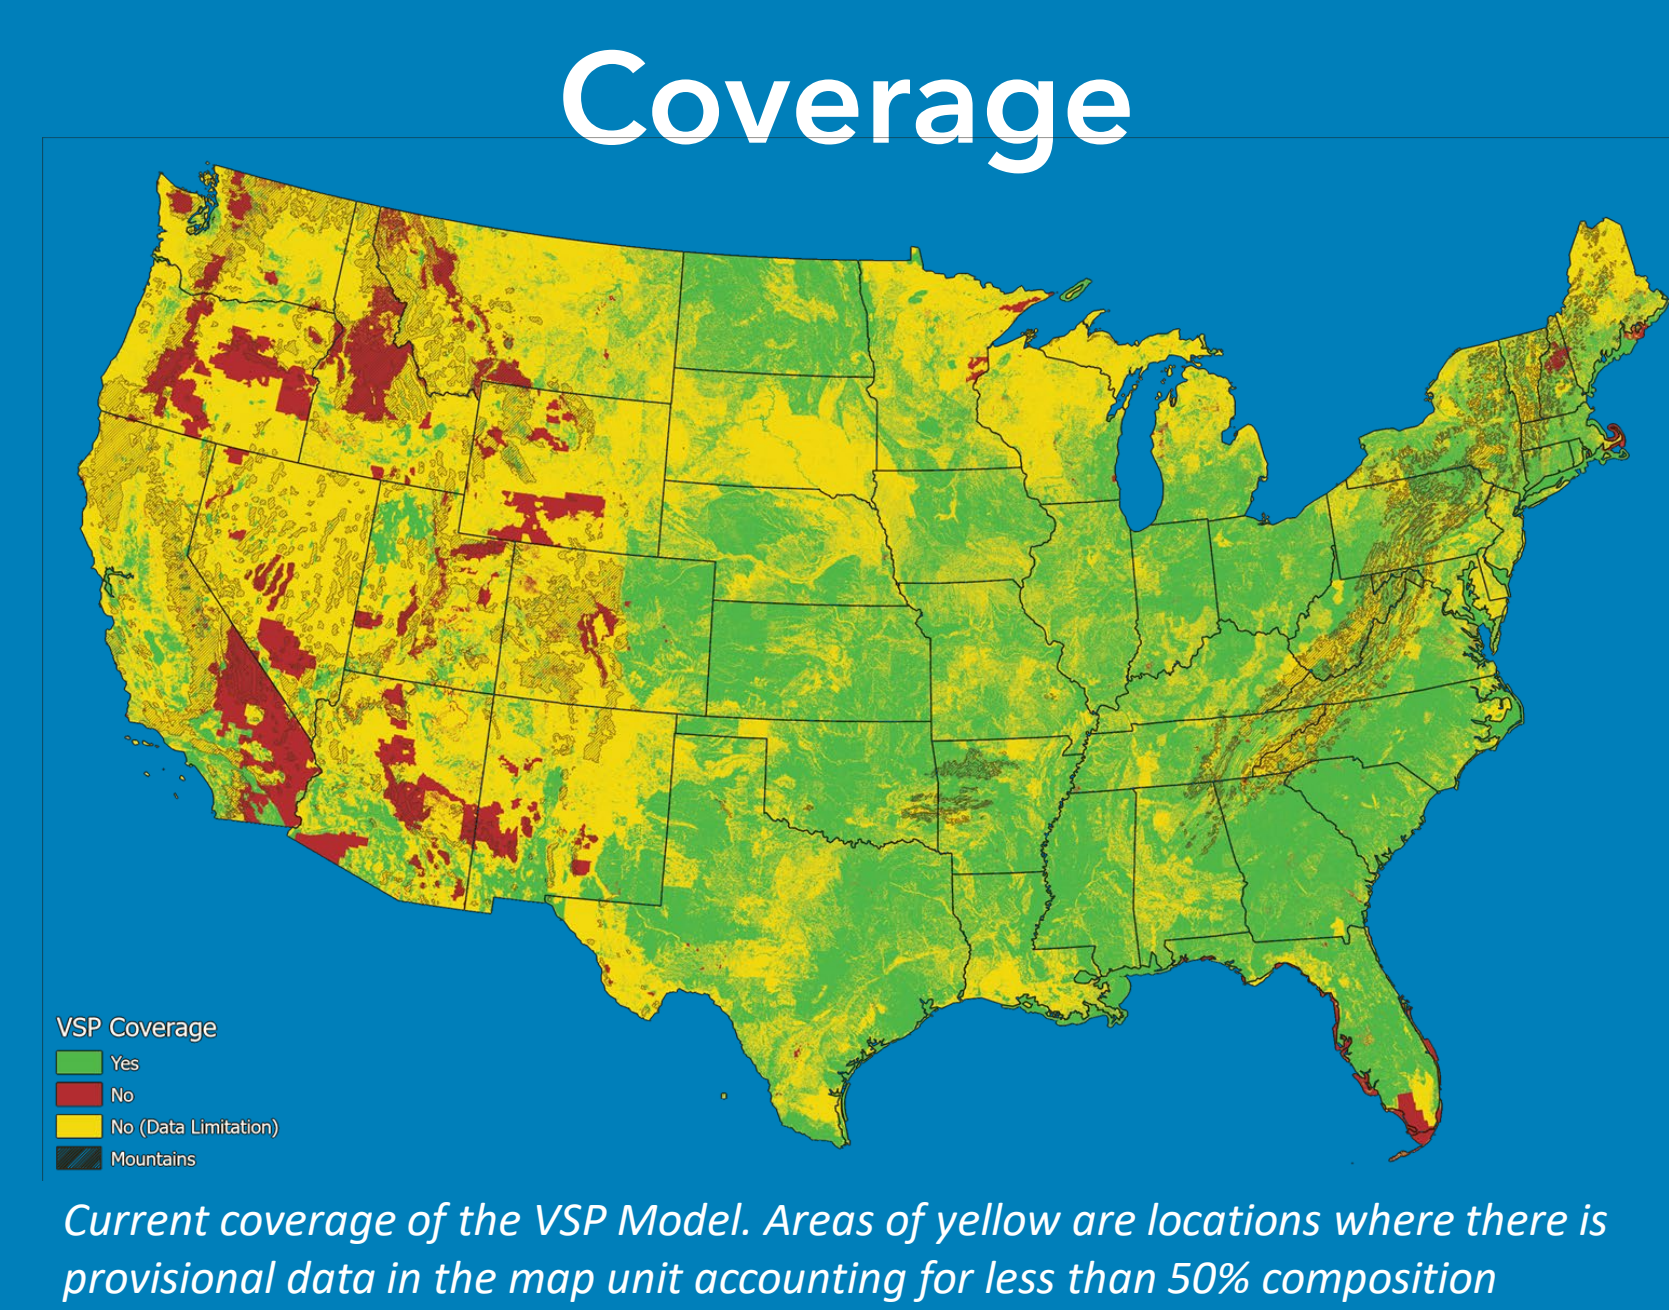 Coverage
VSP Coverage
Yes
No
No (Data Limitation)
Mountains
Current coverage of the VSP Model. Areas of yellow are locations where there is
provisional data in the map unit accounting for less than 50% composition